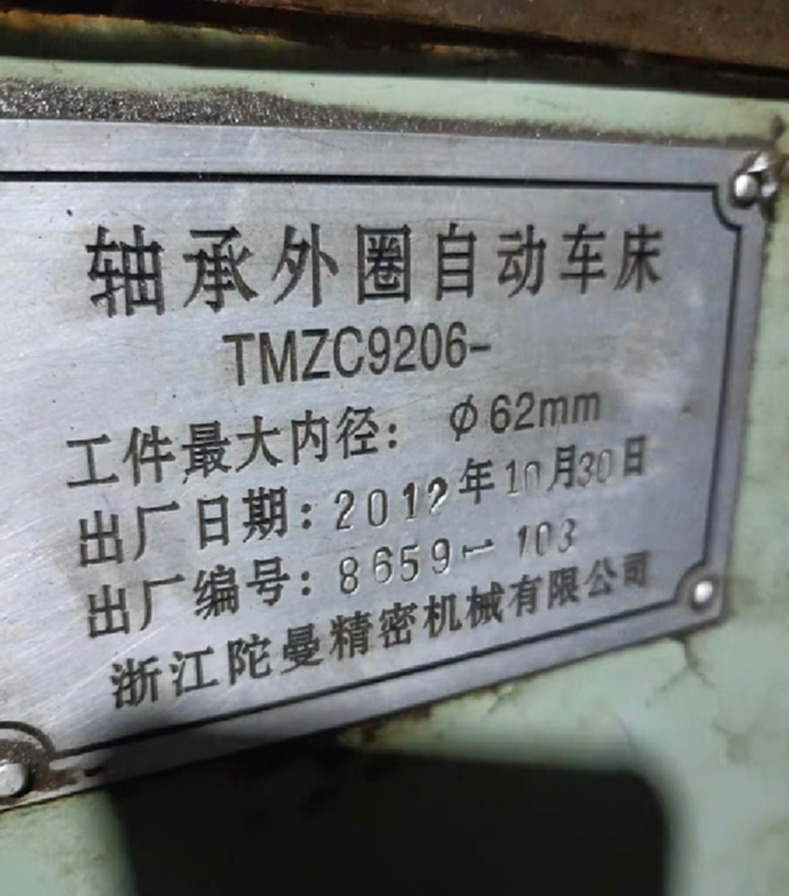 轴承外圈自动车床
TMZC9206-
工件最大内径：φ62mm
出厂日期：2012年10月30日
出厂编号：8659-103
浙江陀曼精密机械有限公司